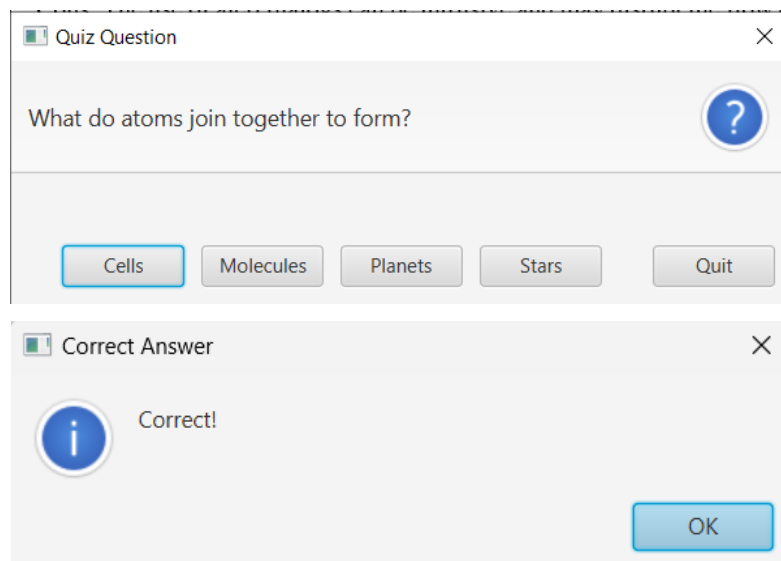 Quiz Question
What do atoms join together to form?
?
Cells Molecules Planets Stars Quit
Correct Answer
i
Correct!
OK